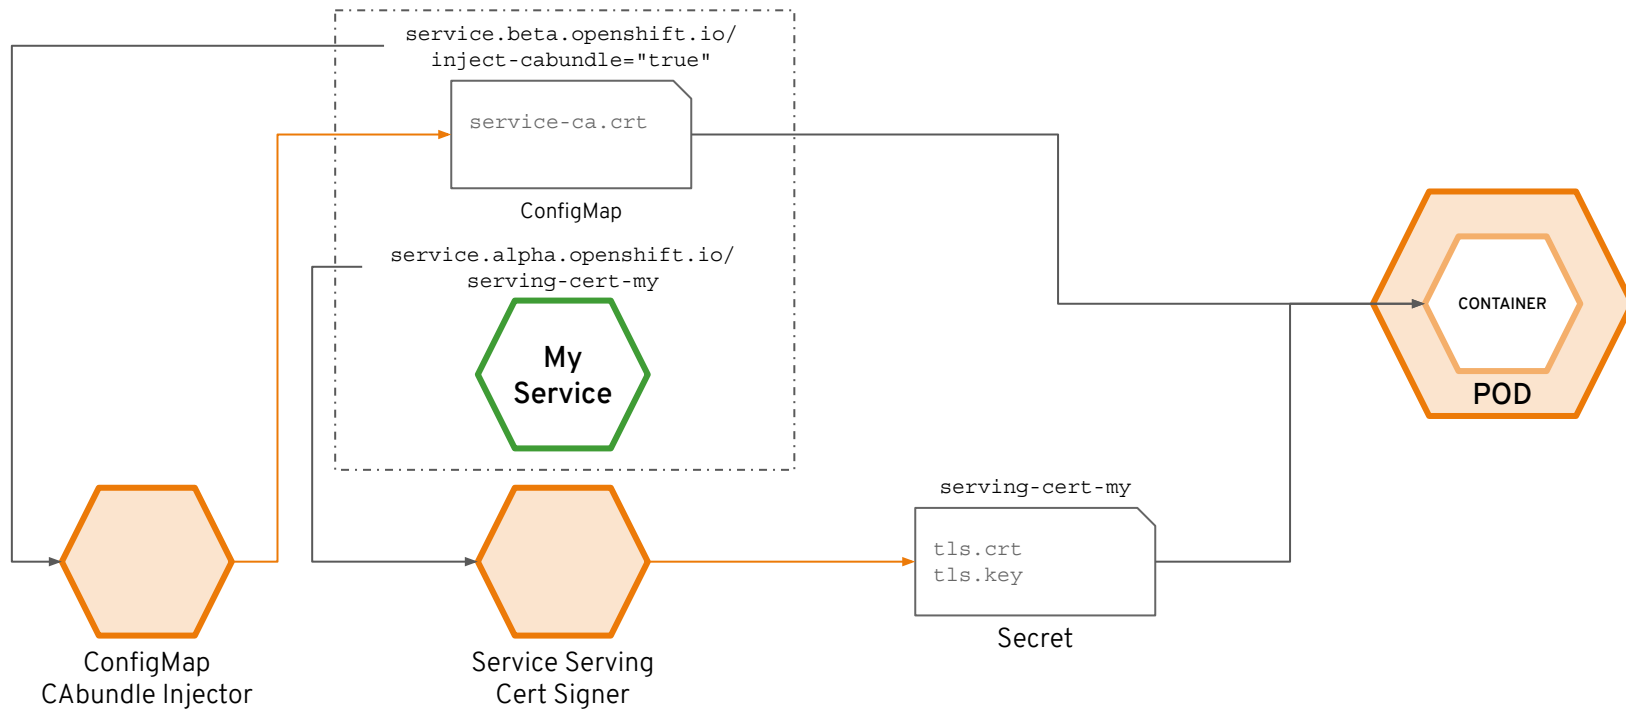 service.beta.openshift.io/
inject-cabundle="true"
service-ca.crt
ConfigMap
service.alpha.openshift.io/
serving-cert-my
My
Service
CONTAINER
POD
serving-cert-my
tls.crt
tls.key
Secret
ConfigMap
CAbundle Injector
Service Serving
Cert Signer